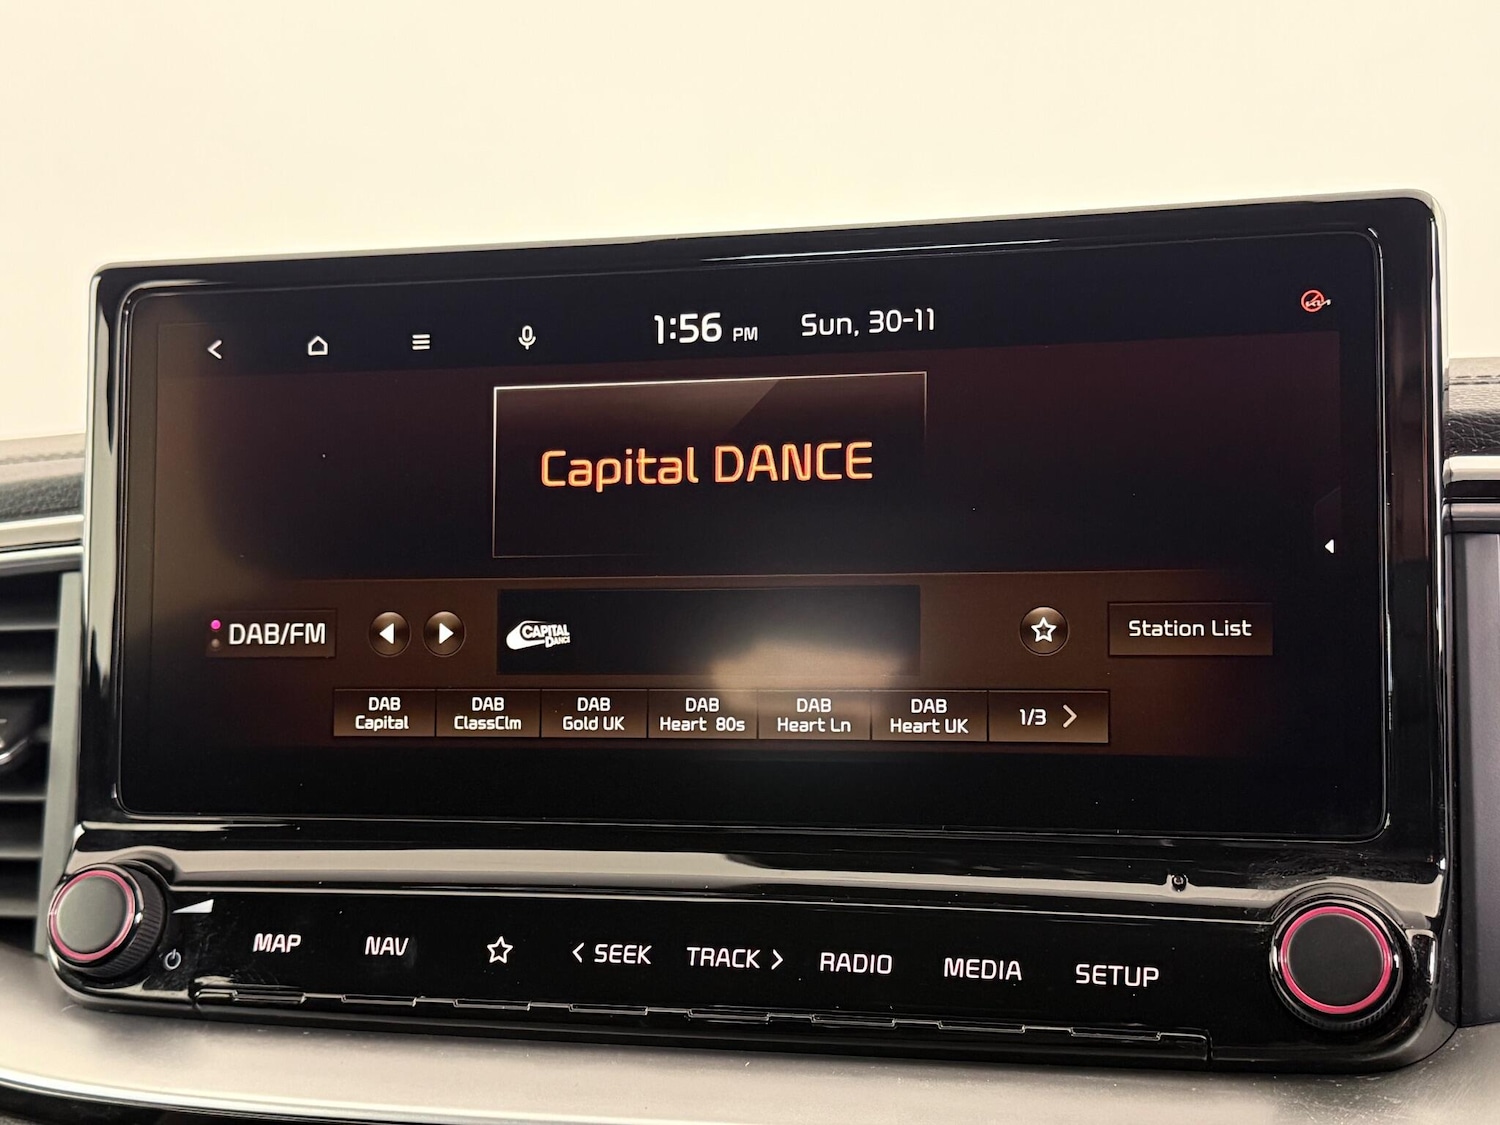 1:56 PM Sun, 30-11
Capital DANCE
DAB/FM
CAPITAL
DANCE
Station List
DAB
Capital
DAB
ClassClm
DAB
Gold UK
DAB
Heart 80s
DAB
Heart Ln
DAB
Heart UK
1/3
MAP NAV SEEK TRACK RADIO MEDIA SETUP